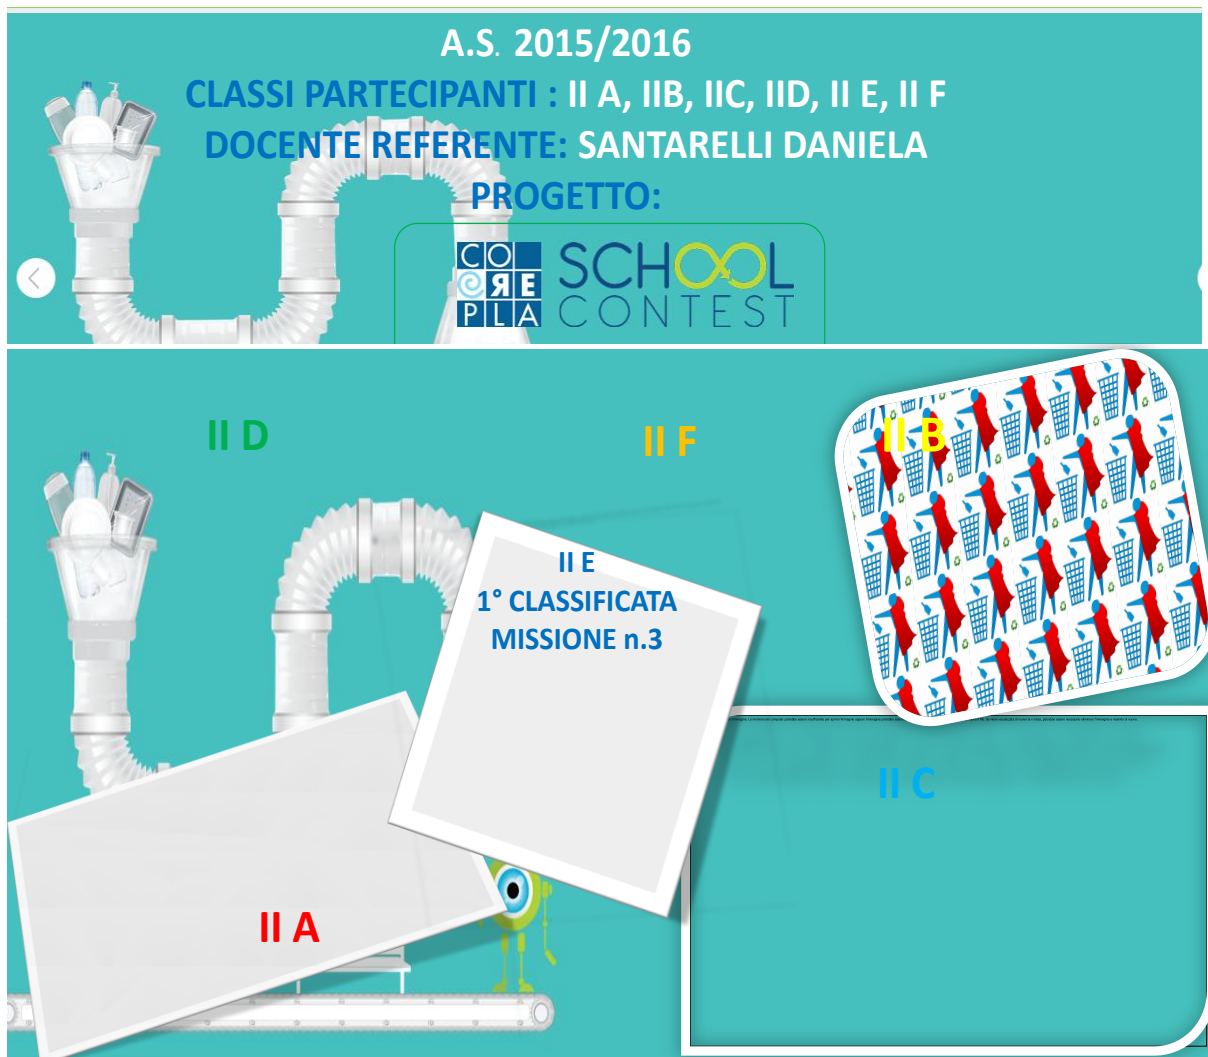 A.S. 2015/2016
CLASSI PARTECIPANTI : II A, IIB, IIC, IID, II E, II F
DOCENTE REFERENTE: SANTARELLI DANIELA
PROGETTO:
CO
RE
PLA
SCHOOL
CONTEST
II D
II F
II B
II E
1° CLASSIFICATA
MISSIONE n.3
II C
II A